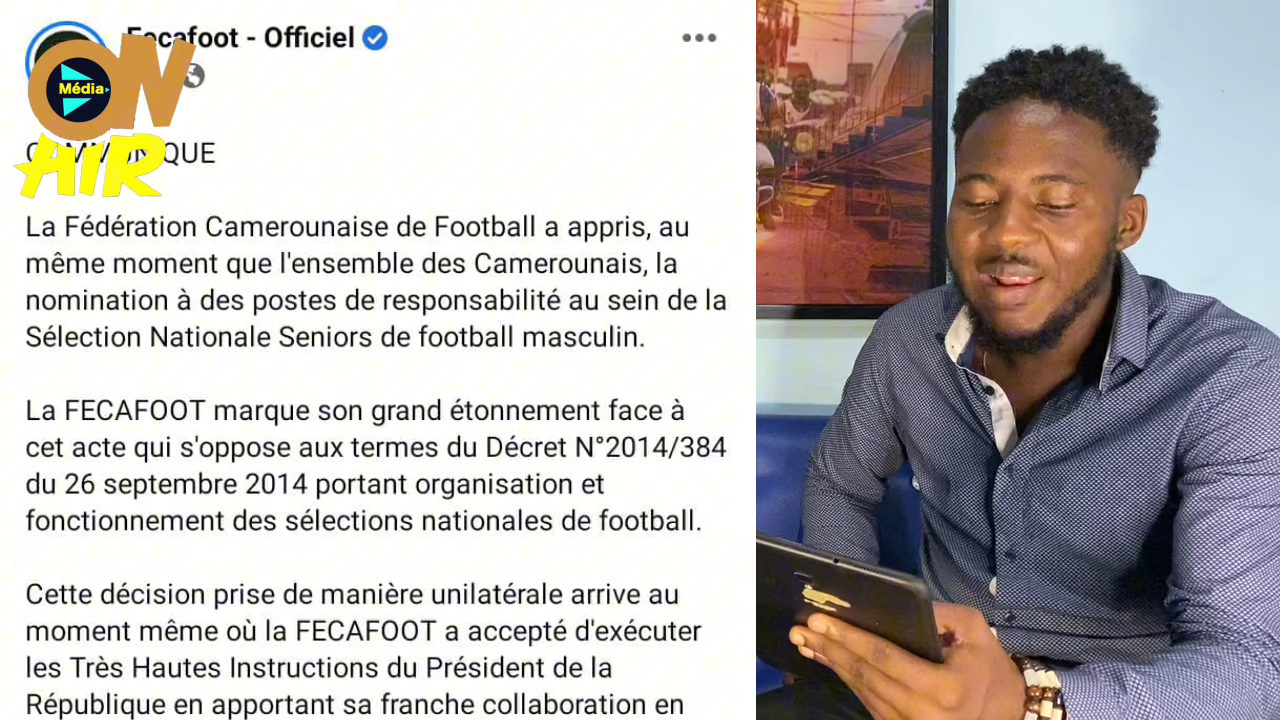 Fecafoot - Officiel
ON
Média
AIR
COMMUNIQUE
La Fédération Camerounaise de Football a appris, au
même moment que l'ensemble des Camerounais, la
nomination à des postes de responsabilité au sein de la
Sélection Nationale Seniors de football masculin.
La FECAFOOT marque son grand étonnement face à
cet acte qui s'oppose aux termes du Décret N°2014/384
du 26 septembre 2014 portant organisation et
fonctionnement des sélections nationales de football.
Cette décision prise de manière unilatérale arrive au
moment même où la FECAFOOT a accepté d'exécuter
les Très Hautes Instructions du Président de la
République en apportant sa franche collaboration en